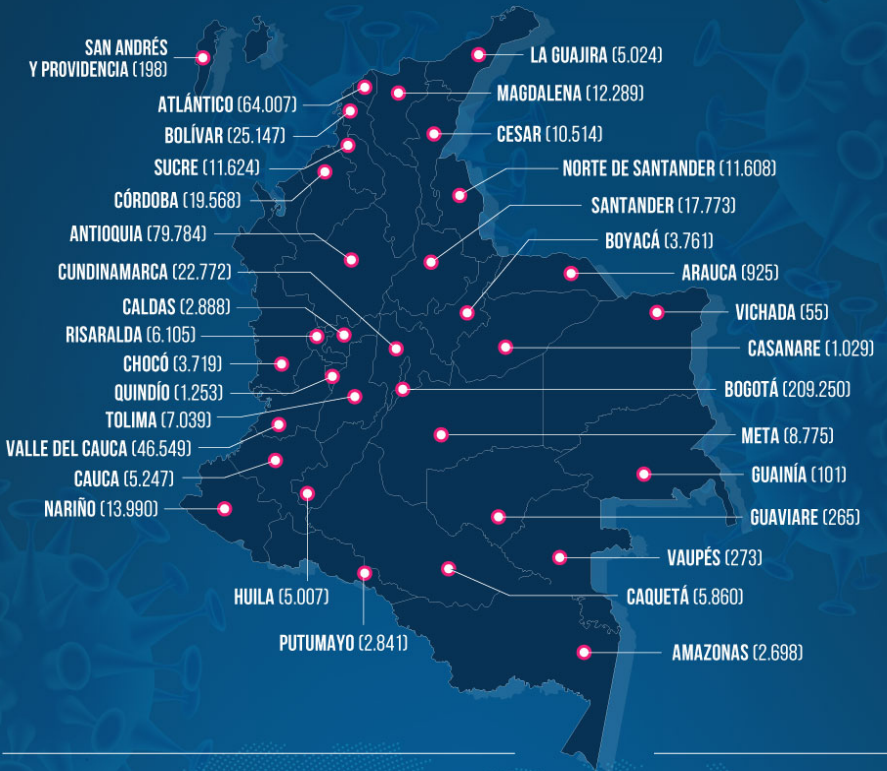 SAN ANDRÉS
Y PROVIDENCIA (198)
ATLÁNTICO (64.007)
BOLÍVAR (25.147)
SUCRE (11.624)
CÓRDOBA (19.568)
ANTIOQUIA (79.784)
CUNDINAMARCA (22.772)
CALDAS (2.888)
RISARALDA (6.105)
CHOCÓ (3.719)
QUINDÍO (1.253)
TOLIMA (7.039)
VALLE DEL CAUCA (46.549)
CAUCA (5.247)
NARIÑO (13.990)
HUILA (5.007)
PUTUMAYO (2.841)
LA GUAJIRA (5.024)
MAGDALENA (12.289)
CESAR (10.514)
NORTE DE SANTANDER (11.608)
SANTANDER (17.773)
BOYACÁ (3.761)
ARAUCA (925)
VICHADA (55)
CASANARE (1.029)
BOGOTÁ (209.250)
META (8.775)
GUAINÍA (101)
GUAVIARE (265)
VAUPÉS (273)
CAQUETÁ (5.860)
AMAZONAS (2.698)